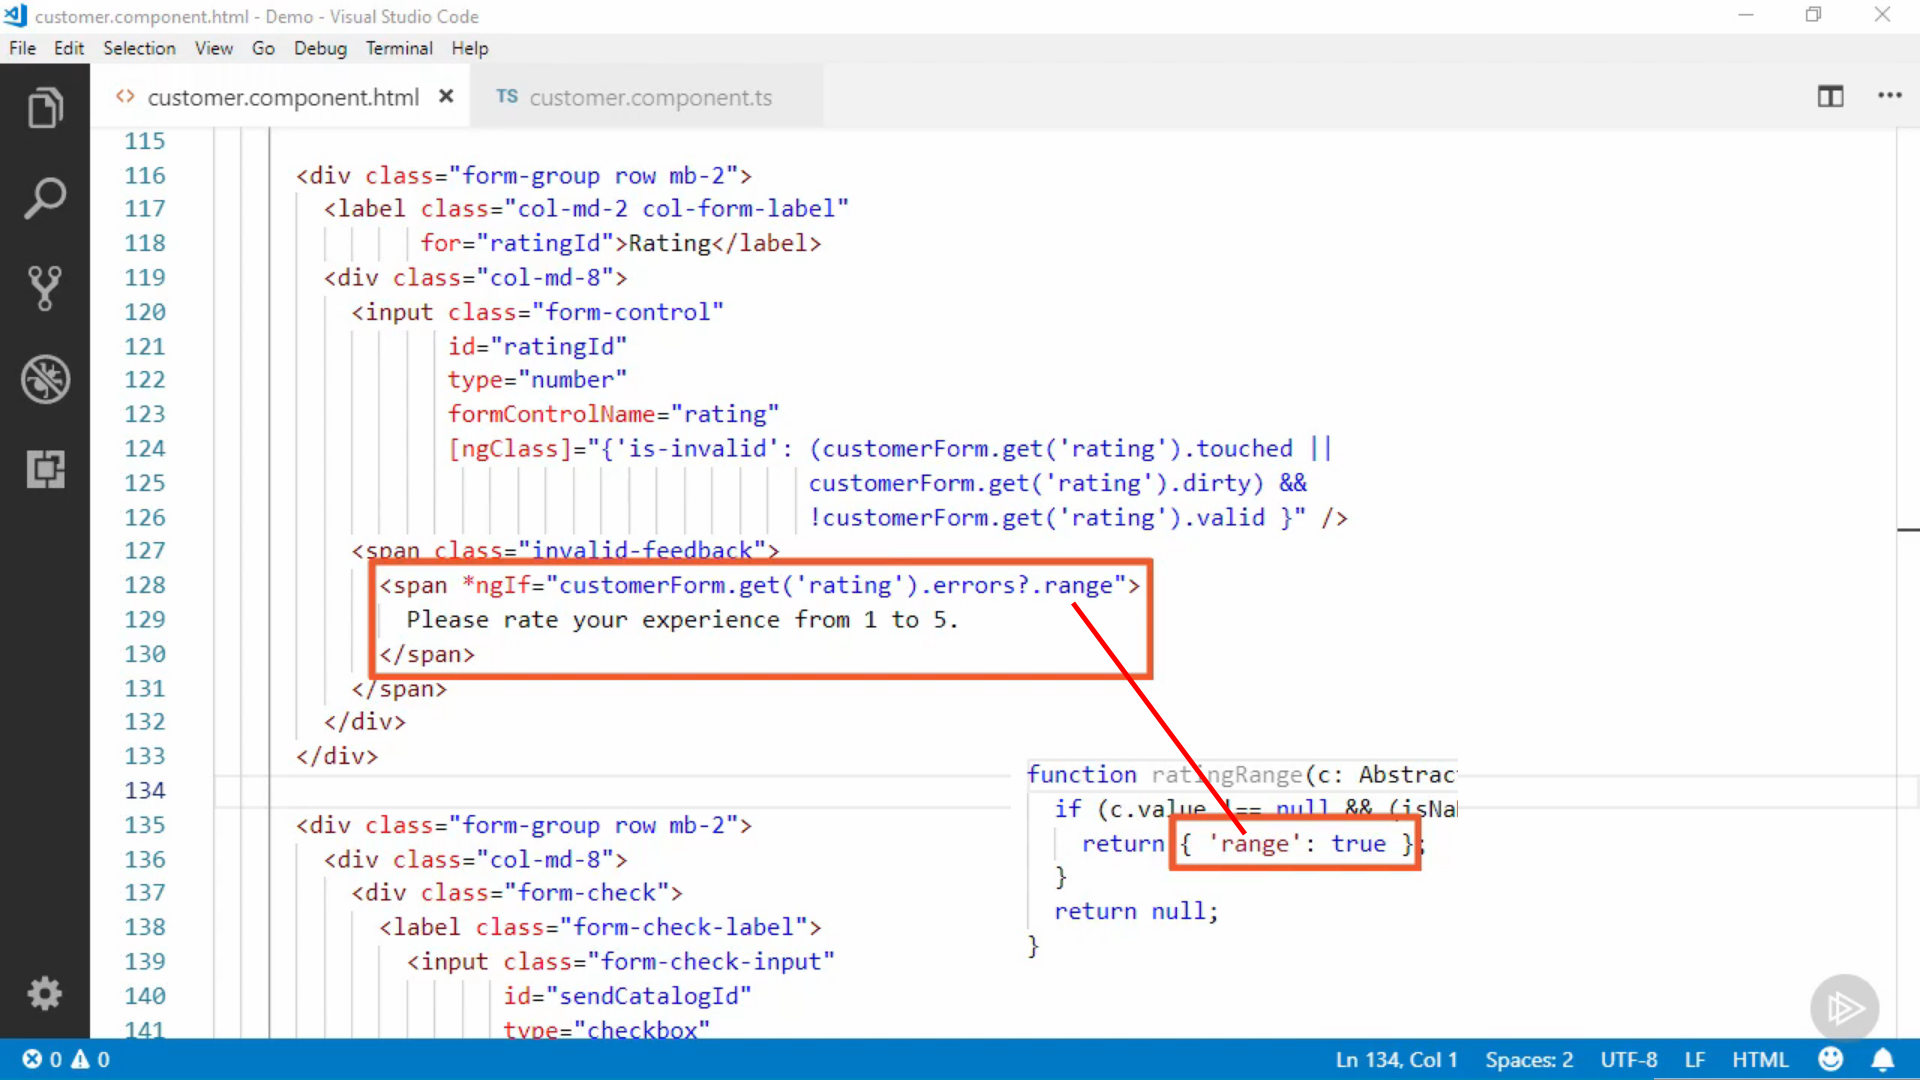 customer.component.html - Demo - Visual Studio Code
File Edit Selection View Go Debug Terminal Help
<> customer.component.html × TS customer.component.ts
115
116 <div class="form-group row mb-2">
117 <label class="col-md-2 col-form-label"
118 for="ratingId">Rating</label>
119 <div class="col-md-8">
120 <input class="form-control"
121 id="ratingId"
122 type="number"
123 formControlName="rating"
124 [ngClass]="{'is-invalid': (customerForm.get('rating').touched ||
125 customerForm.get('rating').dirty) &&
126 !customerForm.get('rating').valid }" />
127 <span class="invalid-feedback">
128 <span *ngIf="customerForm.get('rating').errors?.range">
129 Please rate your experience from 1 to 5.
130 </span>
131 </span>
132 </div>
133 </div>
134
135 <div class="form-group row mb-2">
136 <div class="col-md-8">
137 <div class="form-check">
138 <label class="form-check-label">
139 <input class="form-check-input"
140 id="sendCatalogId"
141 type="checkbox"
function ratingRange(c: Abstrac
if (c.value !== null && (isNa
return { 'range': true };
}
return null;
}
0 0 Ln 134, Col 1 Spaces: 2 UTF-8 LF HTML